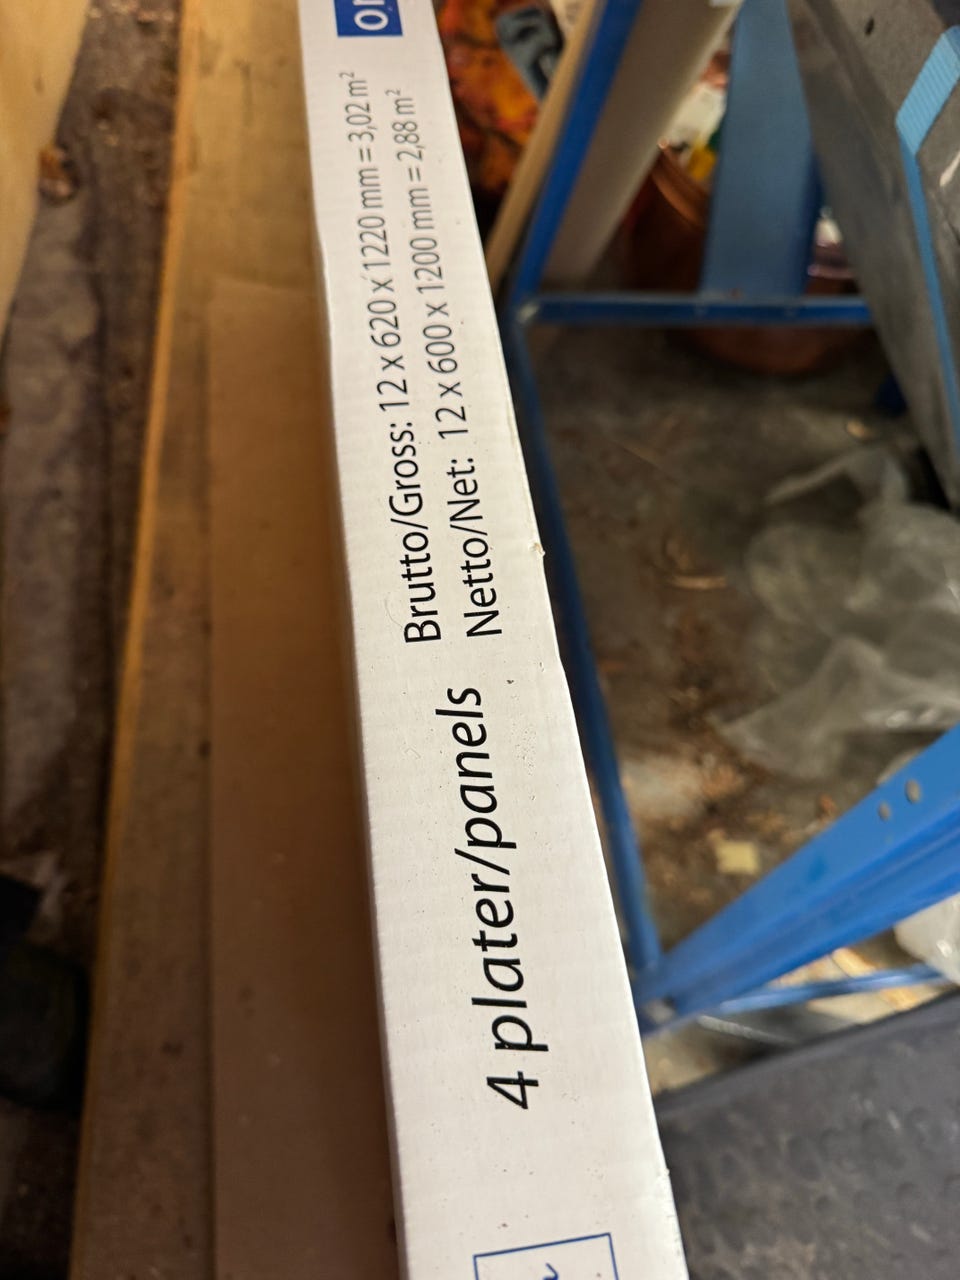 4 plater/panels
Brutto/Gross: 12 x 620 x 1220 mm = 3,02 m²
Netto/Net: 12 x 600 x 1200 mm = 2,88 m²